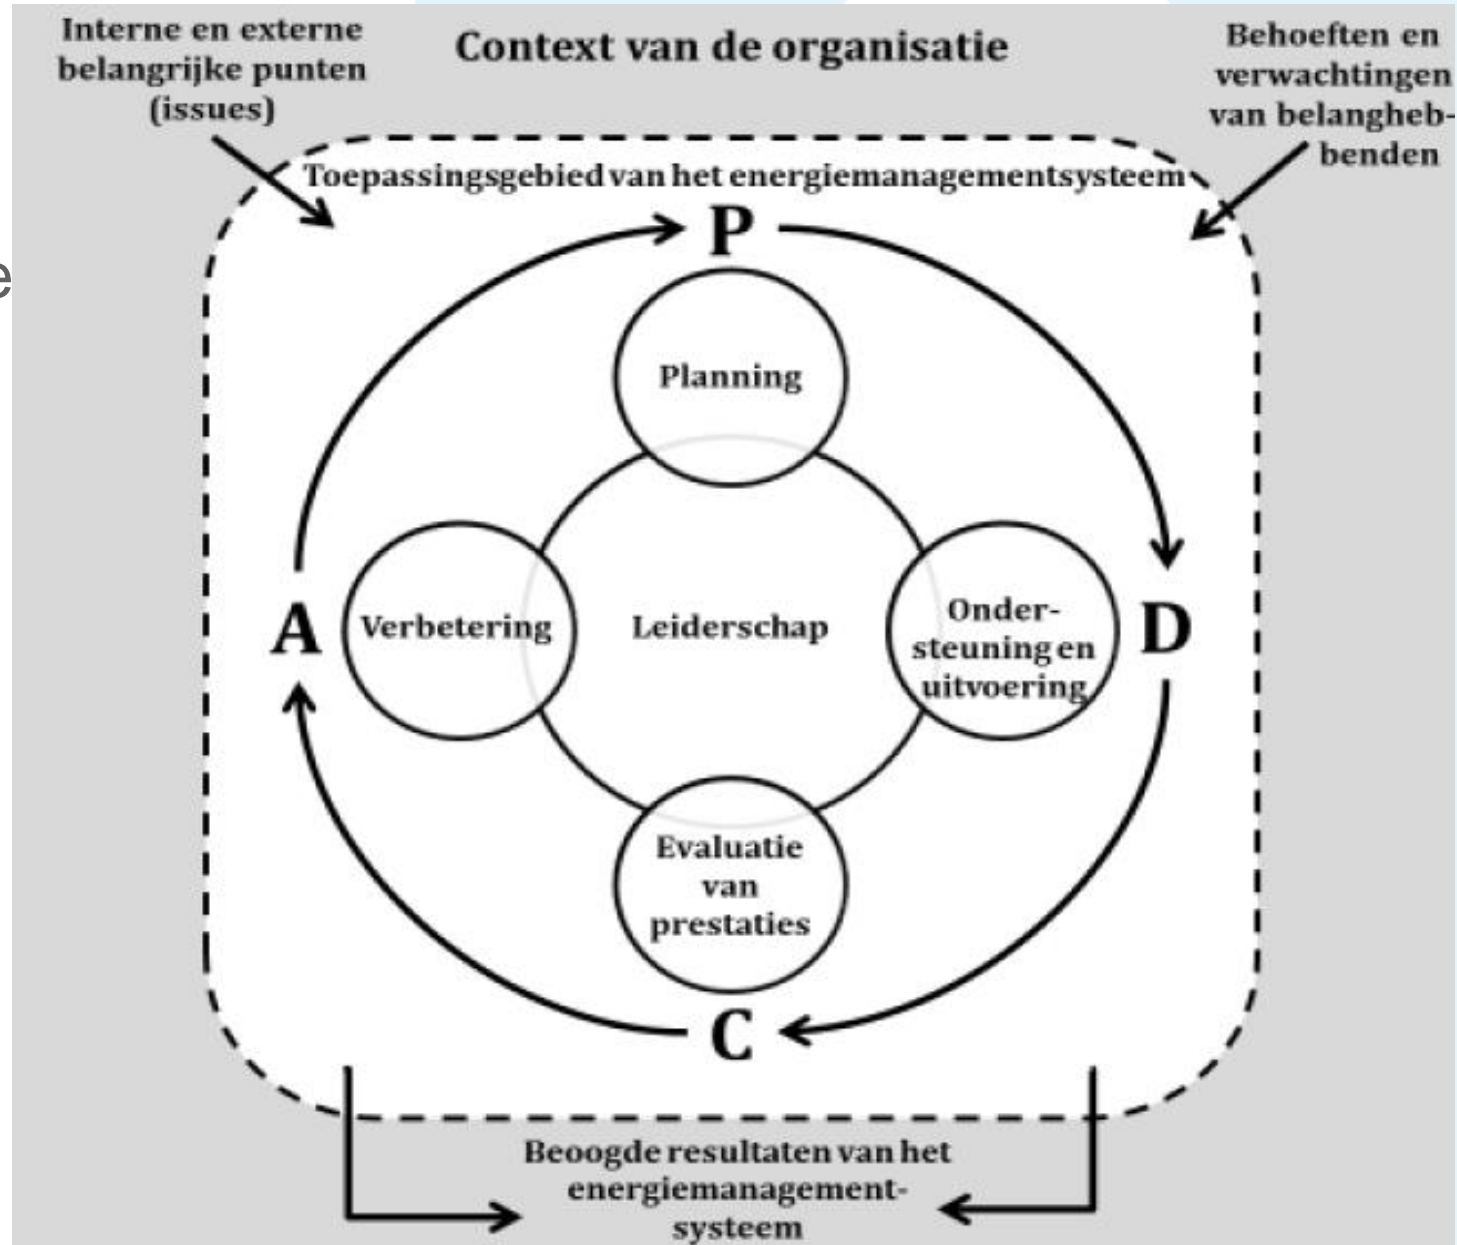 Interne en externe
belangrijke punten
(issues)
Context van de organisatie
Behoeften en
verwachtingen
van belangheb-
benden
Toepassingsgebied van het energiemanagementsysteem
P
e
Planning
A
Verbetering
Leiderschap
Onder-
steuning en
uitvoering
D
Evaluatie
van
prestaties
C
Beoogde resultaten van het
energiemanagement-
systeem